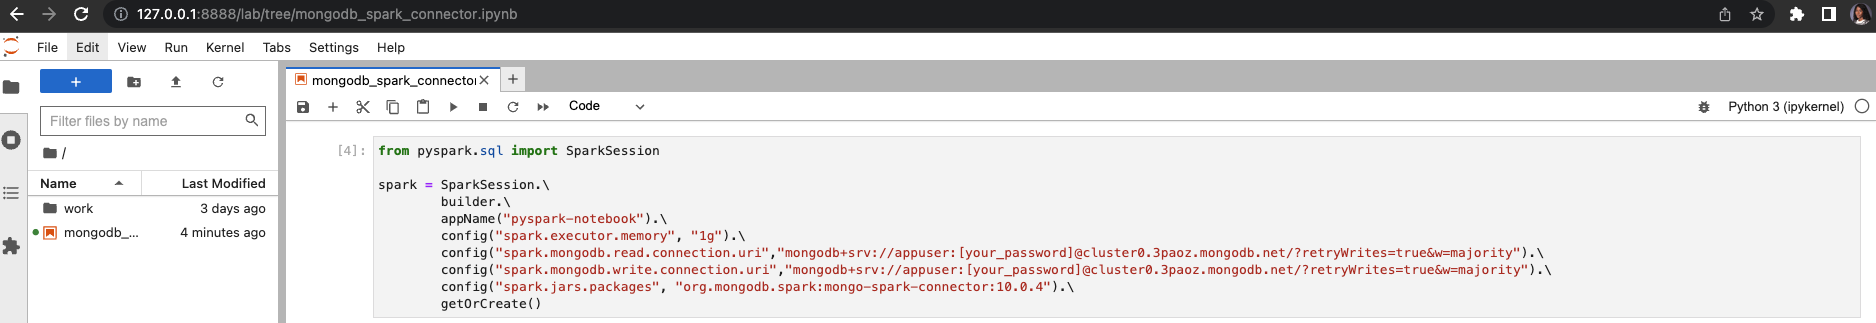 127.0.0.1:8888/lab/tree/mongodb_spark_connector.ipynb
File Edit View Run Kernel Tabs Settings Help
mongodb_spark_connector
Code
Python 3 (ipykernel)
Filter files by name
/
Name Last Modified
work 3 days ago
mongodb_... 4 minutes ago
[4]:
from pyspark.sql import SparkSession
spark = SparkSession.\
builder.\
appName("pyspark-notebook").\
config("spark.executor.memory", "1g").\
config("spark.mongodb.read.connection.uri","mongodb+srv://appuser:[your_password]@cluster0.3paoz.mongodb.net/?retryWrites=true&w=majority").\
config("spark.mongodb.write.connection.uri","mongodb+srv://appuser:[your_password]@cluster0.3paoz.mongodb.net/?retryWrites=true&w=majority").\
config("spark.jars.packages", "org.mongodb.spark:mongo-spark-connector:10.0.4").\
getOrCreate()